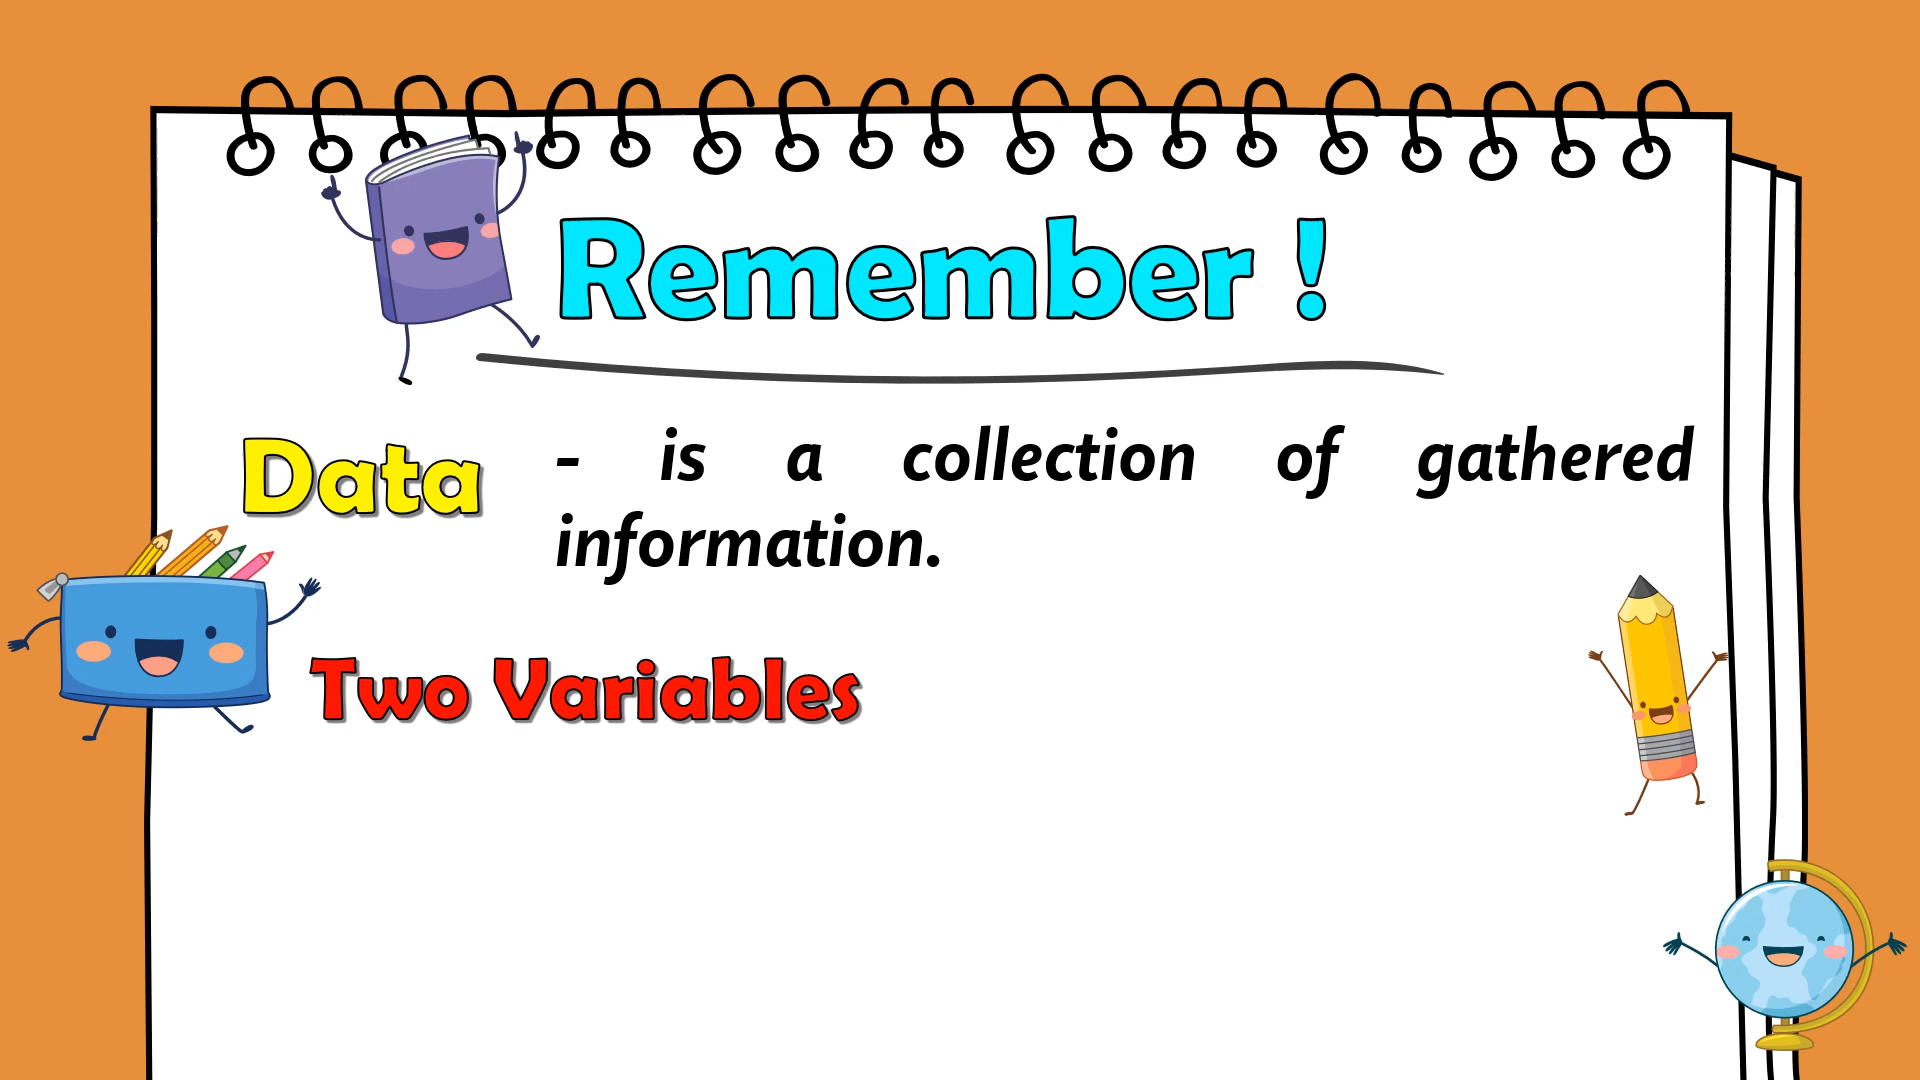 Remember !
Data - is a collection of gathered
information.
Two Variables